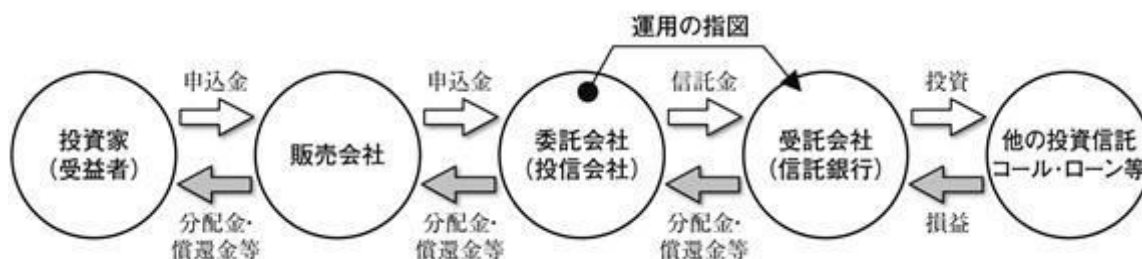 運用の指図
申込金
申込金
信託金
投資
投資家
(受益者)
販売会社
委託会社
(投信会社)
受託会社
(信託銀行)
他の投資信託
コール・ローン等
分配金・
償還金等
分配金・
償還金等
分配金・
償還金等
損益